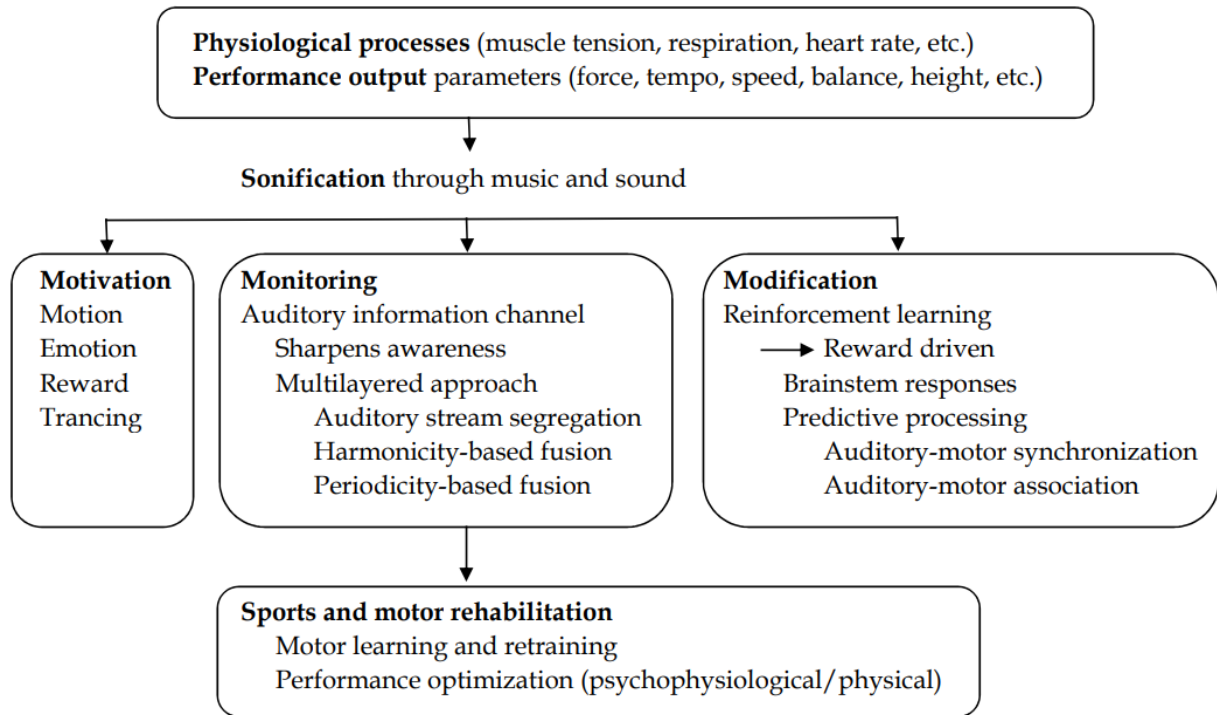 Physiological processes (muscle tension, respiration, heart rate, etc.)
Performance output parameters (force, tempo, speed, balance, height, etc.)
Sonification through music and sound
Motivation
Motion
Emotion
Reward
Trancing
Monitoring
Auditory information channel
Sharpens awareness
Multilayered approach
Auditory stream segregation
Harmonicity-based fusion
Periodicity-based fusion
Modification
Reinforcement learning
Reward driven
Brainstem responses
Predictive processing
Auditory-motor synchronization
Auditory-motor association
Sports and motor rehabilitation
Motor learning and retraining
Performance optimization (psychophysiological/physical)